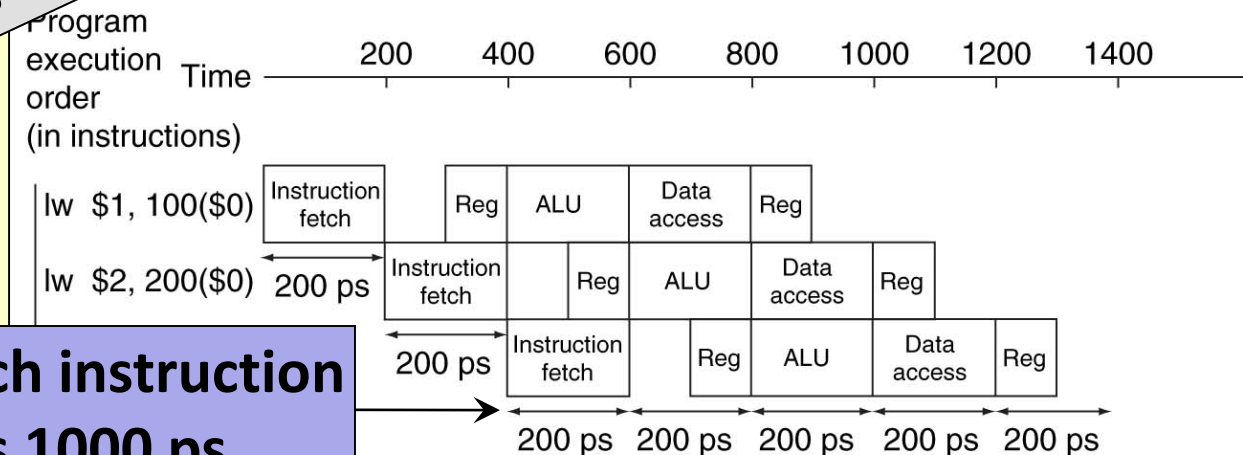 Program
execution
order
(in instructions)
Time
200 400 600 800 1000 1200 1400
lw $1, 100($0)
Instruction
fetch
Reg
ALU
Data
access
Reg
200 ps
lw $2, 200($0)
Instruction
fetch
Reg
ALU
Data
access
Reg
200 ps
Instruction
fetch
Reg
ALU
Data
access
Reg
200 ps 200 ps 200 ps 200 ps 200 ps
ch instruction
s 1000 ps